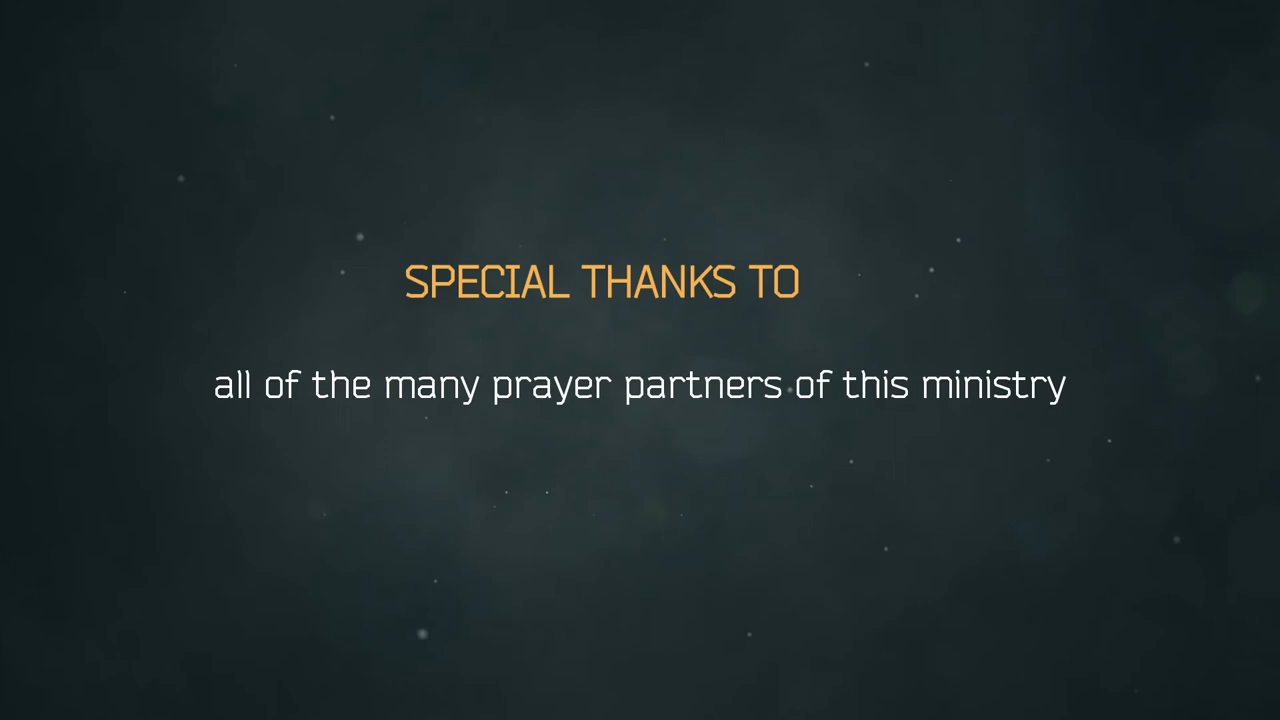 SPECIAL THANKS TO
all of the many prayer partners of this ministry